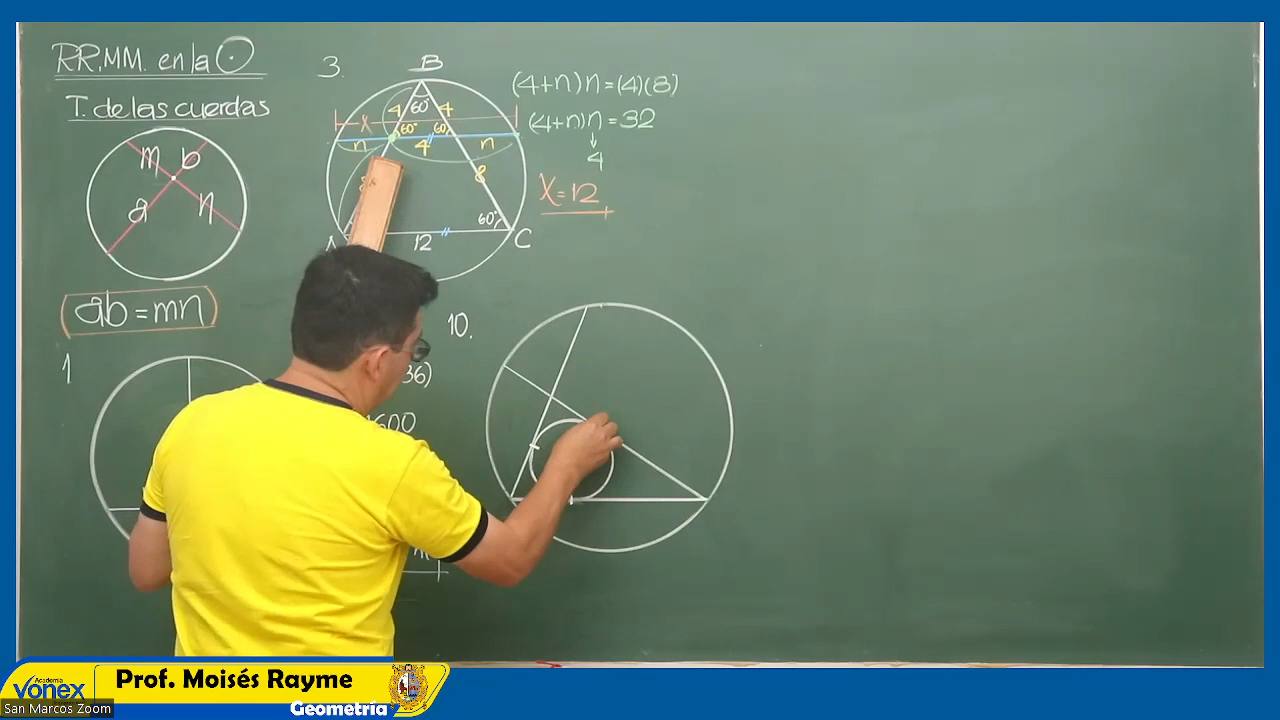 RR.MM. en la ⊙
T. de las cuerdas
m b
a n
ab = mn
1
3.
B
4 60° 4
x
60° 60°
n 4 n
8 8
60°
12 C
(4+n) n = (4)(8)
(4+n) n = 32
4
X = 12
36)
600
10.
Prof. Moisés Rayme
Academia
vonex
Geometría
San Marcos Zoom